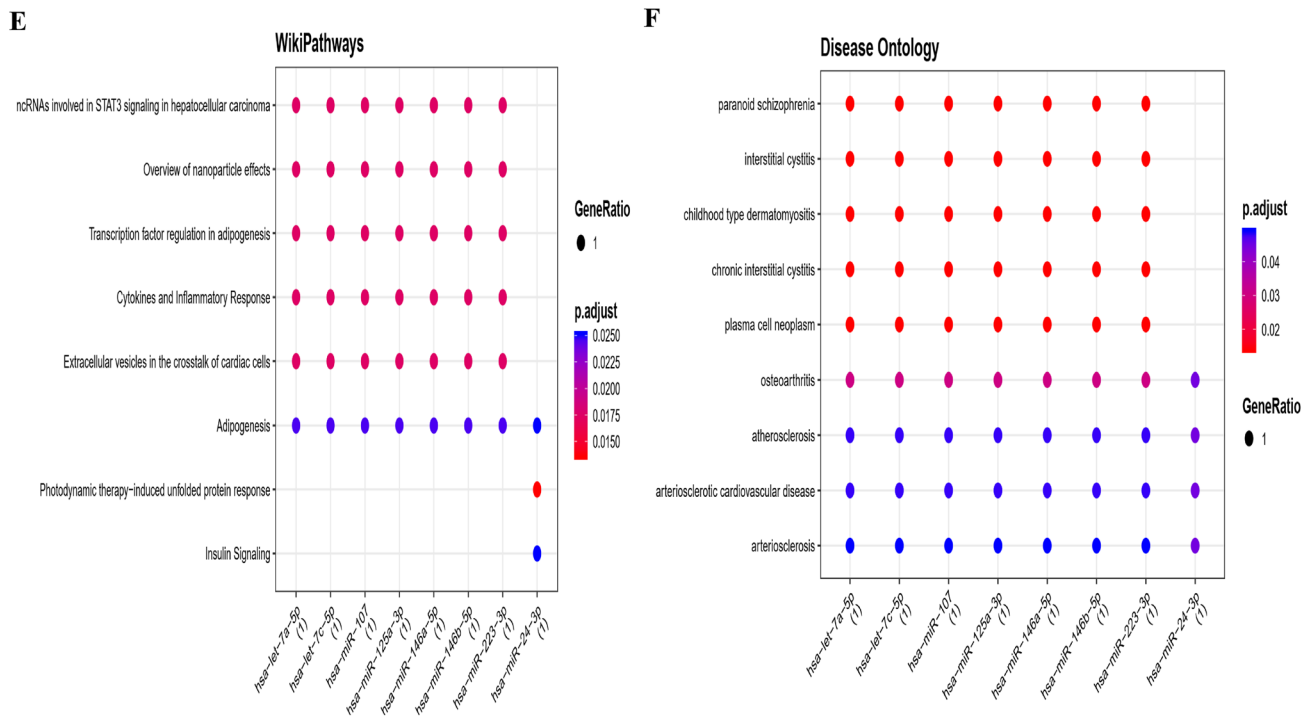 E
WikiPathways
ncRNAs involved in STAT3 signaling in hepatocellular carcinoma
Overview of nanoparticle effects
Transcription factor regulation in adipogenesis
Cytokines and Inflammatory Response
Extracellular vesicles in the crosstalk of cardiac cells
Adipogenesis
Photodynamic therapy-induced unfolded protein response
Insulin Signaling
hsa-let-7a-5p
(1)
hsa-let-7c-5p
(1)
hsa-miR-107
(1)
hsa-miR-125a-3p
(1)
hsa-miR-146a-5p
(1)
hsa-miR-146b-5p
(1)
hsa-miR-223-3p
(1)
hsa-miR-24-3p
(1)
GeneRatio
1
p.adjust
0.0250
0.0225
0.0200
0.0175
0.0150
F
Disease Ontology
paranoid schizophrenia
interstitial cystitis
childhood type dermatomyositis
chronic interstitial cystitis
plasma cell neoplasm
osteoarthritis
atherosclerosis
arteriosclerotic cardiovascular disease
arteriosclerosis
hsa-let-7a-5p
(1)
hsa-let-7c-5p
(1)
hsa-miR-107
(1)
hsa-miR-125a-3p
(1)
hsa-miR-146a-5p
(1)
hsa-miR-146b-5p
(1)
hsa-miR-223-3p
(1)
hsa-miR-24-3p
(1)
p.adjust
0.04
0.03
0.02
GeneRatio
1